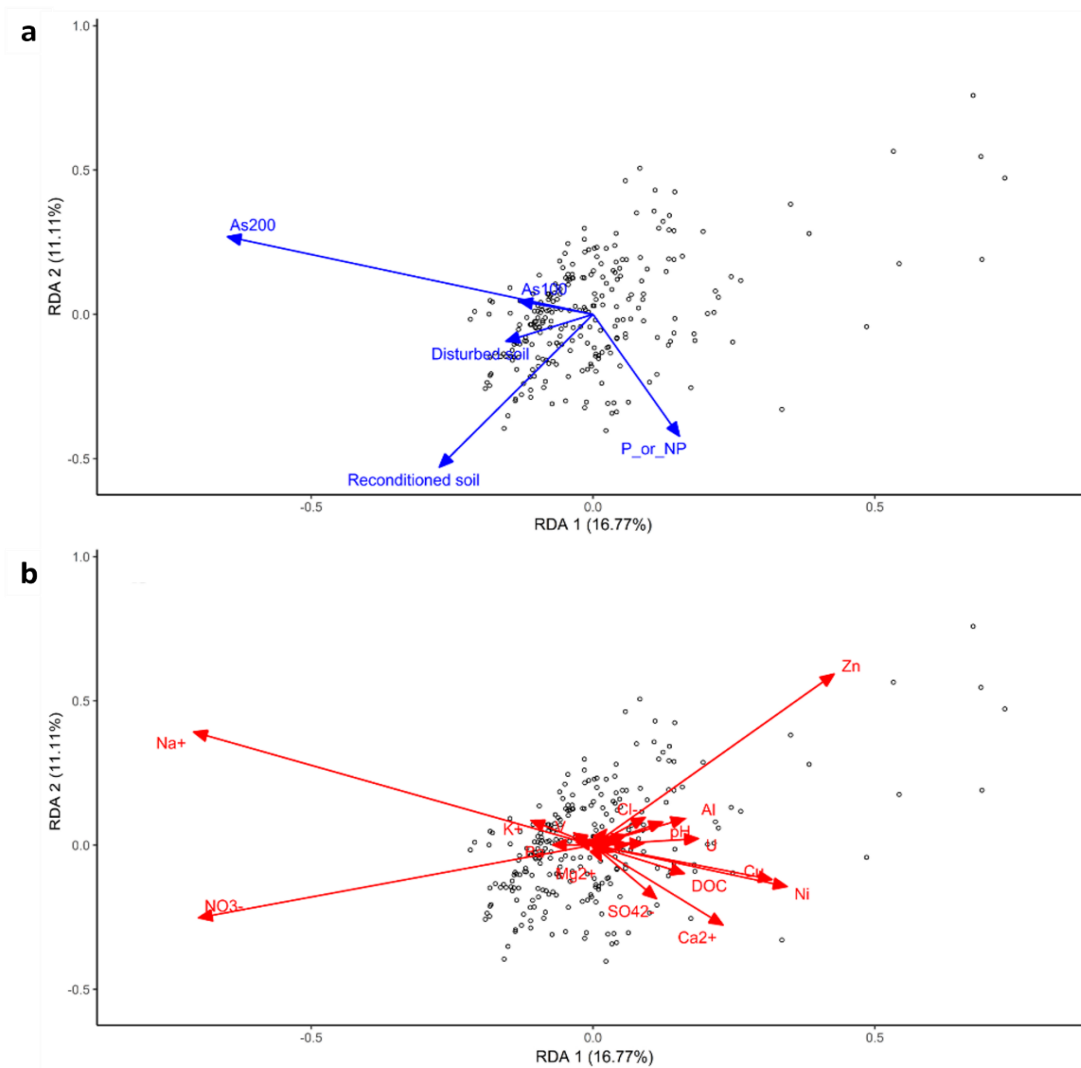 a
1.0
0.5
0.0
-0.5
RDA 2 (11.11%)
As200
As100
Disturbed soil
Reconditioned soil
P_or_NP
-0.5
0.0
0.5
RDA 1 (16.77%)
b
1.0
0.5
0.0
-0.5
RDA 2 (11.11%)
Zn
Na+
Cl-
Al
K+
pH
U
Mg2+
Cu
DOC
Ni
NO3-
SO42-
Ca2+
-0.5
0.0
0.5
RDA 1 (16.77%)